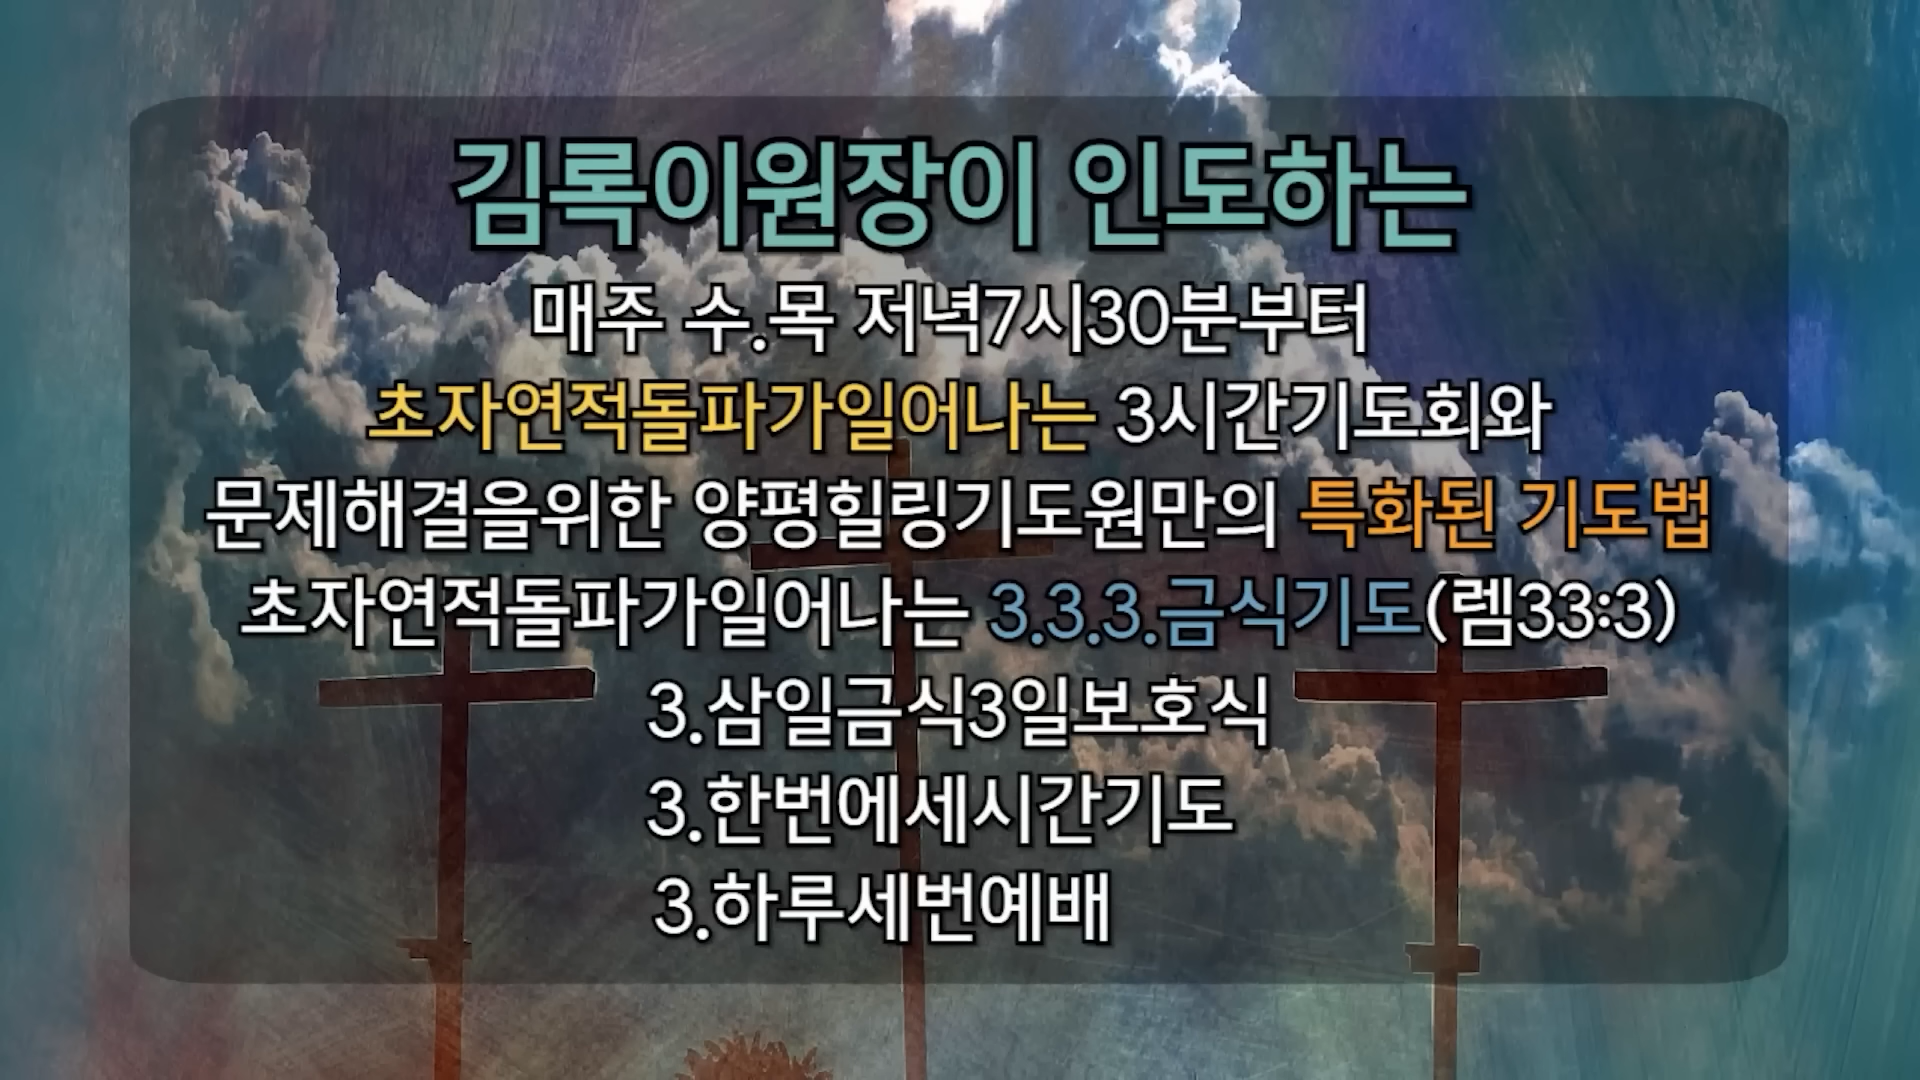 김록이원장이 인도하는
매주 수.목 저녁7시30분부터
초자연적돌파가일어나는 3시간기도회와
문제해결을위한 양평힐링기도원만의 특화된 기도법
초자연적돌파가일어나는 3.3.3.금식기도(렘33:3)
3.삼일금식3일보호식
3.한번에세시간기도
3.하루세번예배